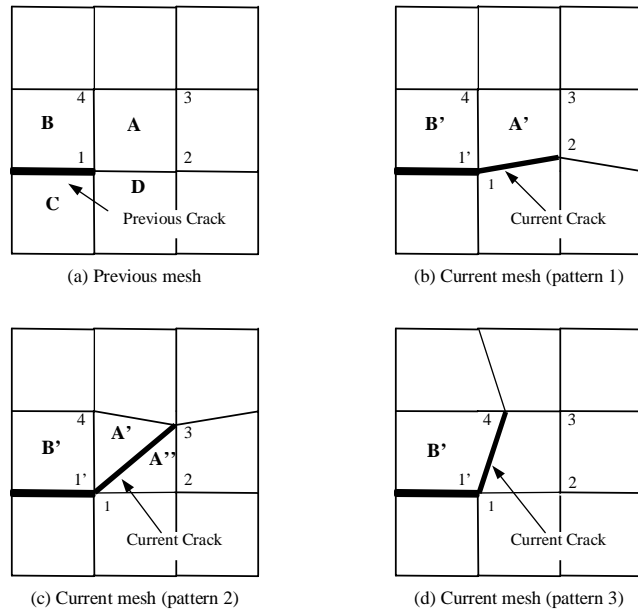 4 3
B A
1 2
C D
Previous Crack
(a) Previous mesh
4 3
B’ A’
1’ 2
1
Current Crack
(b) Current mesh (pattern 1)
4
3
B’ A’
A’’
1’ 2
1
Current Crack
(c) Current mesh (pattern 2)
4 3
B’
1’ 2
1
Current Crack
(d) Current mesh (pattern 3)